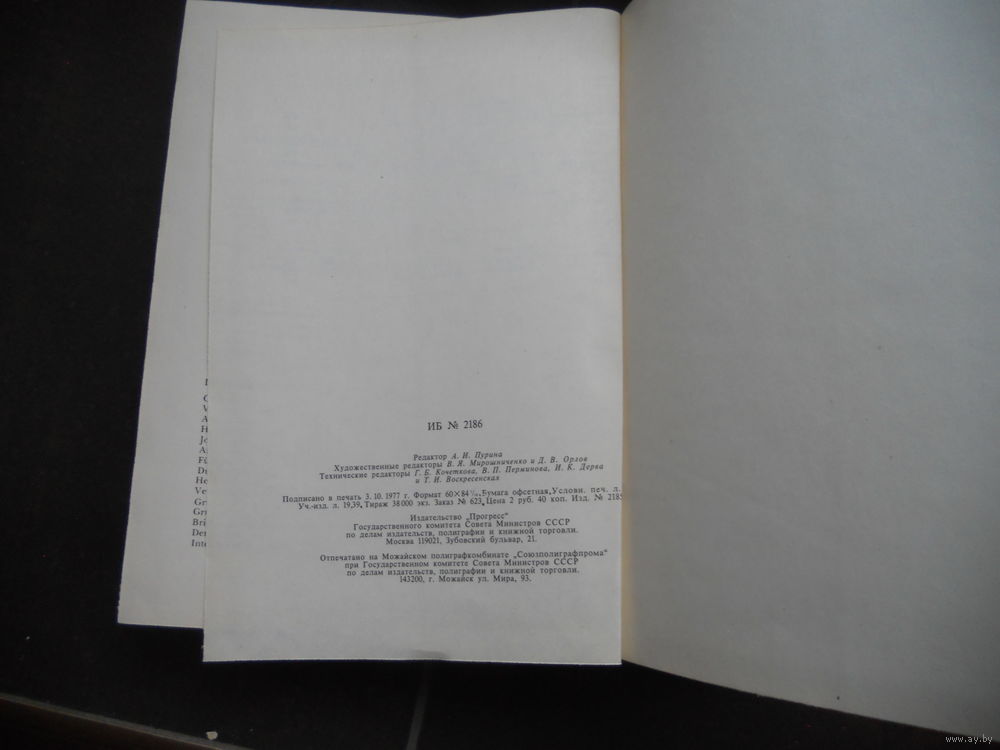 ИБ № 2186
Редактор А. И. Пурина
Художественные редакторы В. Я. Мирошниченко и Д. В. Орлов
Технические редакторы Г. Б. Кочеткова, В. П. Перминова, И. К. Дерва
и Т. И. Воскресенская
Подписано в печать 3. 10. 1977 г. Формат 60×84 1/16. Бумага офсетная. Условн. печ. л.
Уч.-изд. л. 19,39. Тираж 38 000 экз. Заказ № 623. Цена 2 руб. 40 коп. Изд. № 2185
Издательство „Прогресс“
Государственного комитета Совета Министров СССР
по делам издательств, полиграфии и книжной торговли.
Москва 119021, Зубовский бульвар, 21.
Отпечатано на Можайском полиграфкомбинате „Союзполиграфпрома“
при Государственном комитете Совета Министров СССР
по делам издательств, полиграфии и книжной торговли.
143200, г. Можайск ул. Мира, 93.
www.ay.by